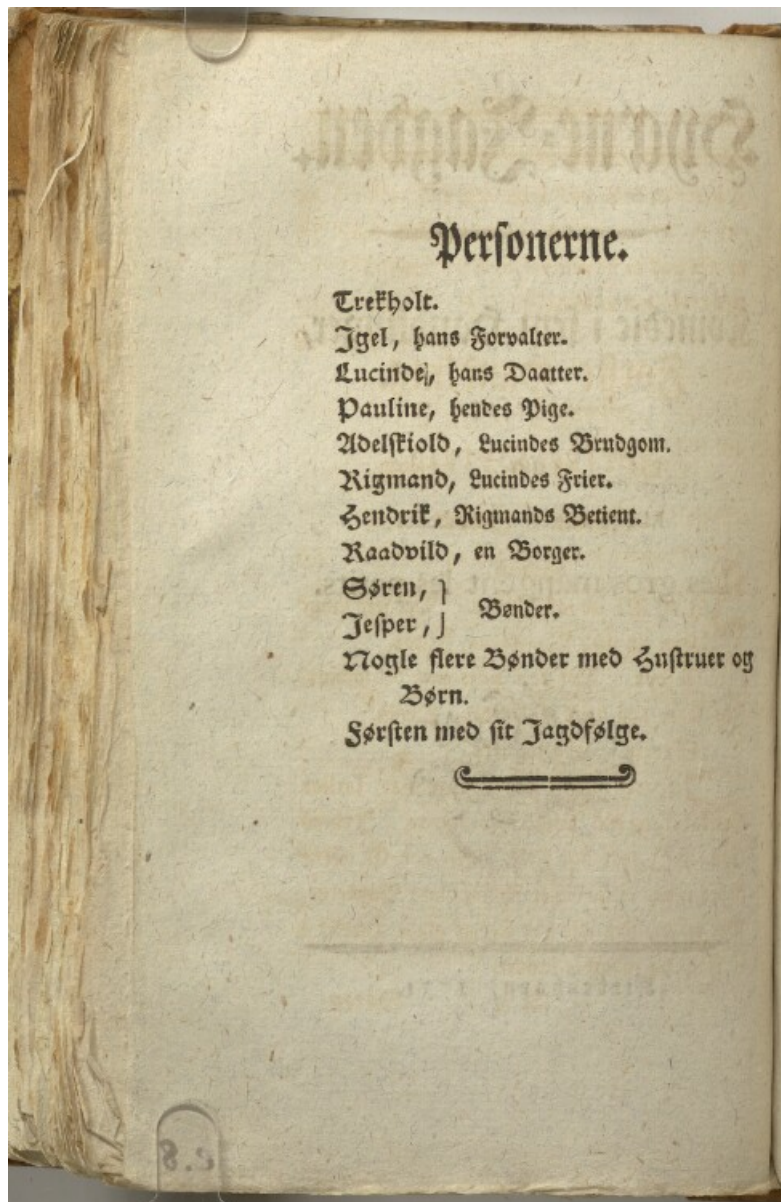 Personerne.
Trekholt.
Igel, hans Forvalter.
Lucinde, hans Daatter.
Pauline, hendes Pige.
Adelskiold, Lucindes Brudgom.
Rigmand, Lucindes Frier.
Hendrik, Rigmands Betient.
Raadvild, en Borger.
Søren, }
Jesper, } Bønder.
Nogle flere Bønder med Hustruer og
Børn.
Førsten med sit Jagdfølge.